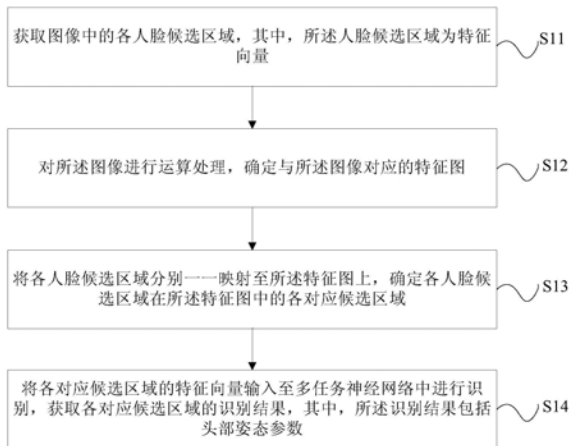 获取图像中的各人脸候选区域，其中，所述人脸候选区域为特征
向量
S11
对所述图像进行运算处理，确定与所述图像对应的特征图
S12
将各人脸候选区域分别一一映射至所述特征图上，确定各人脸候
选区域在所述特征图中的各对应候选区域
S13
将各对应候选区域的特征向量输入至多任务神经网络中进行识
别，获取各对应候选区域的识别结果，其中，所述识别结果包括
头部姿态参数
S14